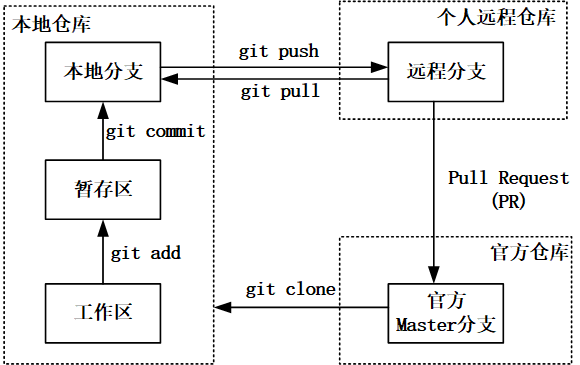 本地仓库
个人远程仓库
本地分支
git push
git pull
远程分支
git commit
暂存区
Pull Request
(PR)
git add
官方仓库
工作区
git clone
官方
Master分支